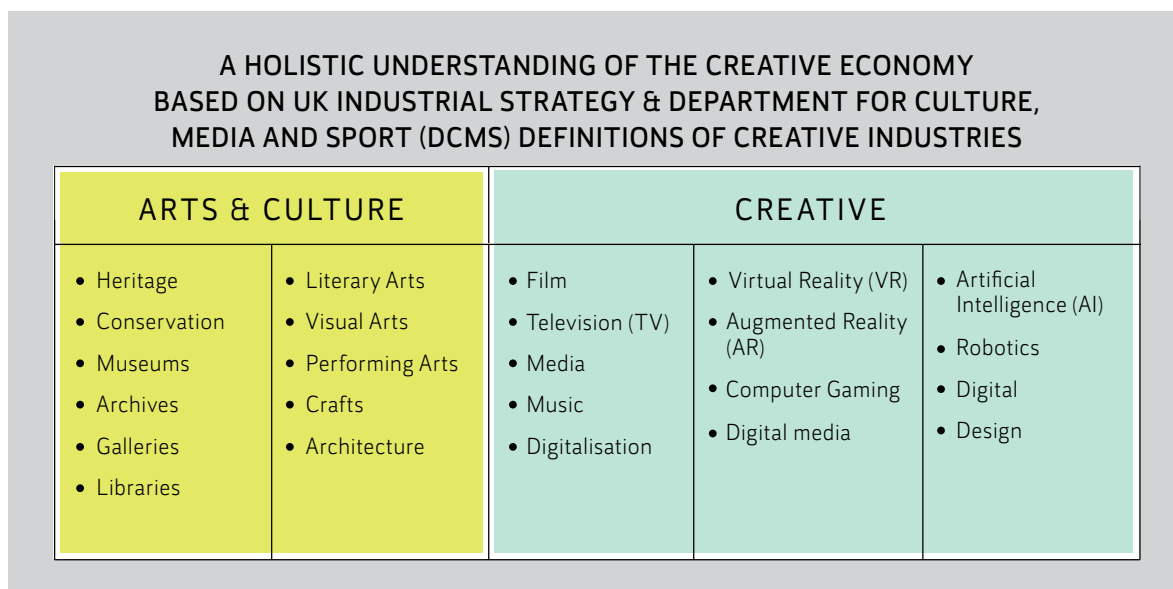 A HOLISTIC UNDERSTANDING OF THE CREATIVE ECONOMY
BASED ON UK INDUSTRIAL STRATEGY & DEPARTMENT FOR CULTURE,
MEDIA AND SPORT (DCMS) DEFINITIONS OF CREATIVE INDUSTRIES
ARTS & CULTURE
• Heritage
• Conservation
• Museums
• Archives
• Galleries
• Libraries
• Literary Arts
• Visual Arts
• Performing Arts
• Crafts
• Architecture
CREATIVE
• Film
• Television (TV)
• Media
• Music
• Digitalisation
• Virtual Reality (VR)
• Augmented Reality
(AR)
• Computer Gaming
• Digital media
• Artificial
Intelligence (AI)
• Robotics
• Digital
• Design